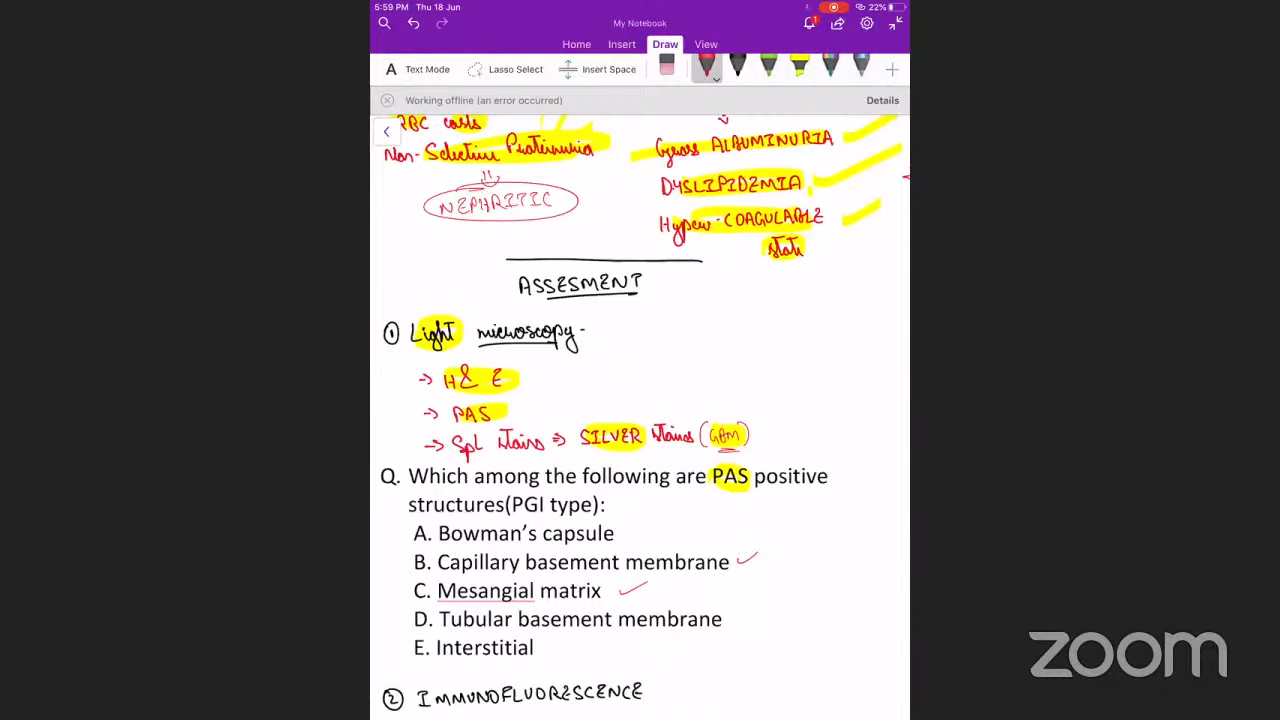 5:59 PM Thu 18 Jun
22%
My Notebook
1
Home Insert Draw View
A Text Mode Lasso Select Insert Space
Working offline (an error occurred) Details
RBC casts
Non-Selective Proteinuria
NEPHRITIC
Gross ALBUMINURIA
DYSLIPIDEMIA
Hyper-COAGULABLE
state
ASSESMENT
① Light microscopy-
→ H& E
→ PAS
→ Spl stains ⇒ SILVER stains (GBM)
Q. Which among the following are PAS positive
structures(PGI type):
A. Bowman’s capsule
B. Capillary basement membrane
C. Mesangial matrix
D. Tubular basement membrane
E. Interstitial
② IMMUNOFLUORESCENCE
zoom